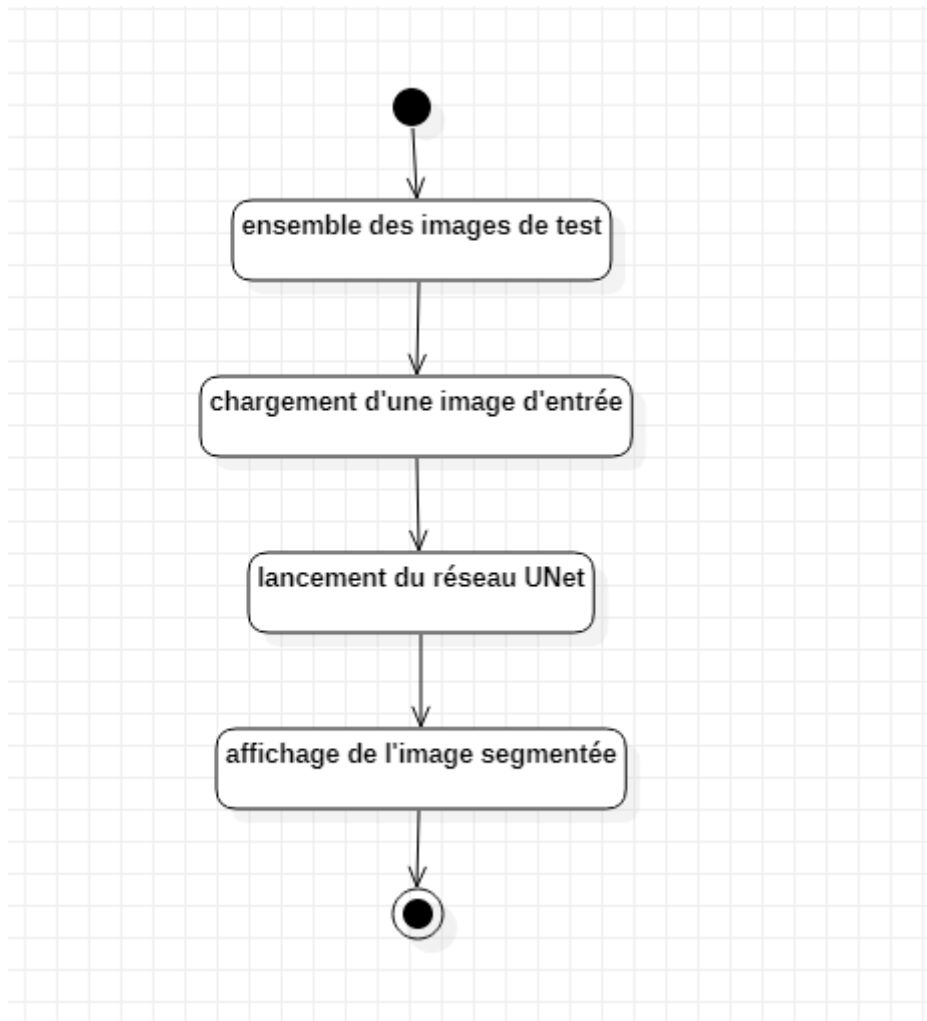 ensemble des images de test
chargement d'une image d'entrée
lancement du réseau UNet
affichage de l'image segmentée